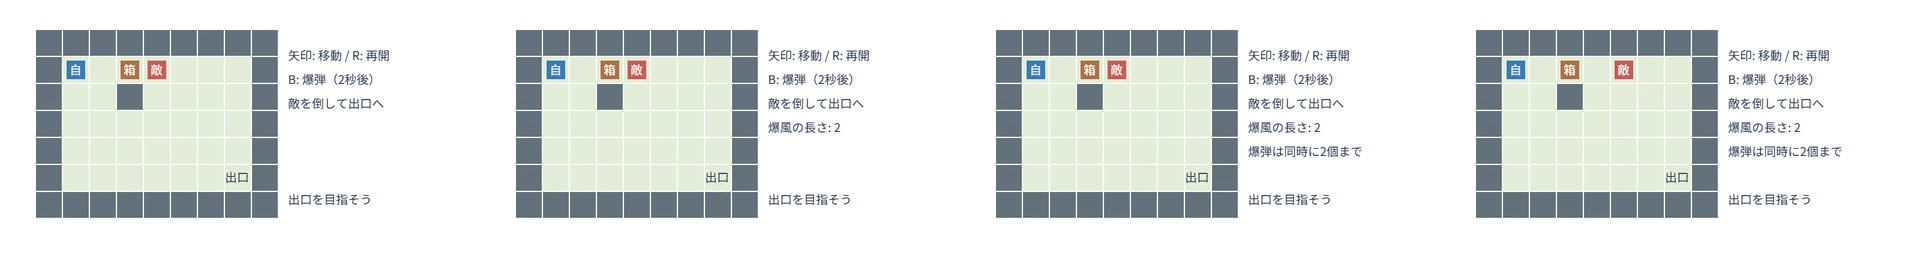 自 箱 敵
矢印: 移動 / R: 再開
B: 爆弾（2秒後）
敵を倒して出口へ
出口
出口を目指そう
自 箱 敵
矢印: 移動 / R: 再開
B: 爆弾（2秒後）
敵を倒して出口へ
爆風の長さ: 2
出口
出口を目指そう
自 箱 敵
矢印: 移動 / R: 再開
B: 爆弾（2秒後）
敵を倒して出口へ
爆風の長さ: 2
爆弾は同時に2個まで
出口
出口を目指そう
自 箱 敵
矢印: 移動 / R: 再開
B: 爆弾（2秒後）
敵を倒して出口へ
爆風の長さ: 2
爆弾は同時に2個まで
出口
出口を目指そう